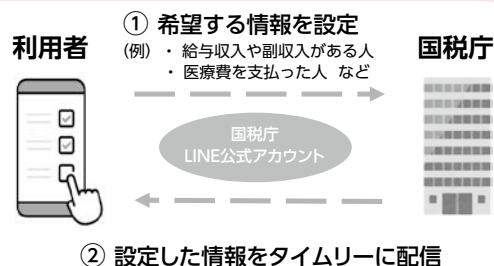 ① 希望する情報を設定
利用者
(例) ・ 給与収入や副収入がある人
・ 医療費を支払った人 など
国税庁
国税庁
LINE公式アカウント
② 設定した情報をタイムリーに配信